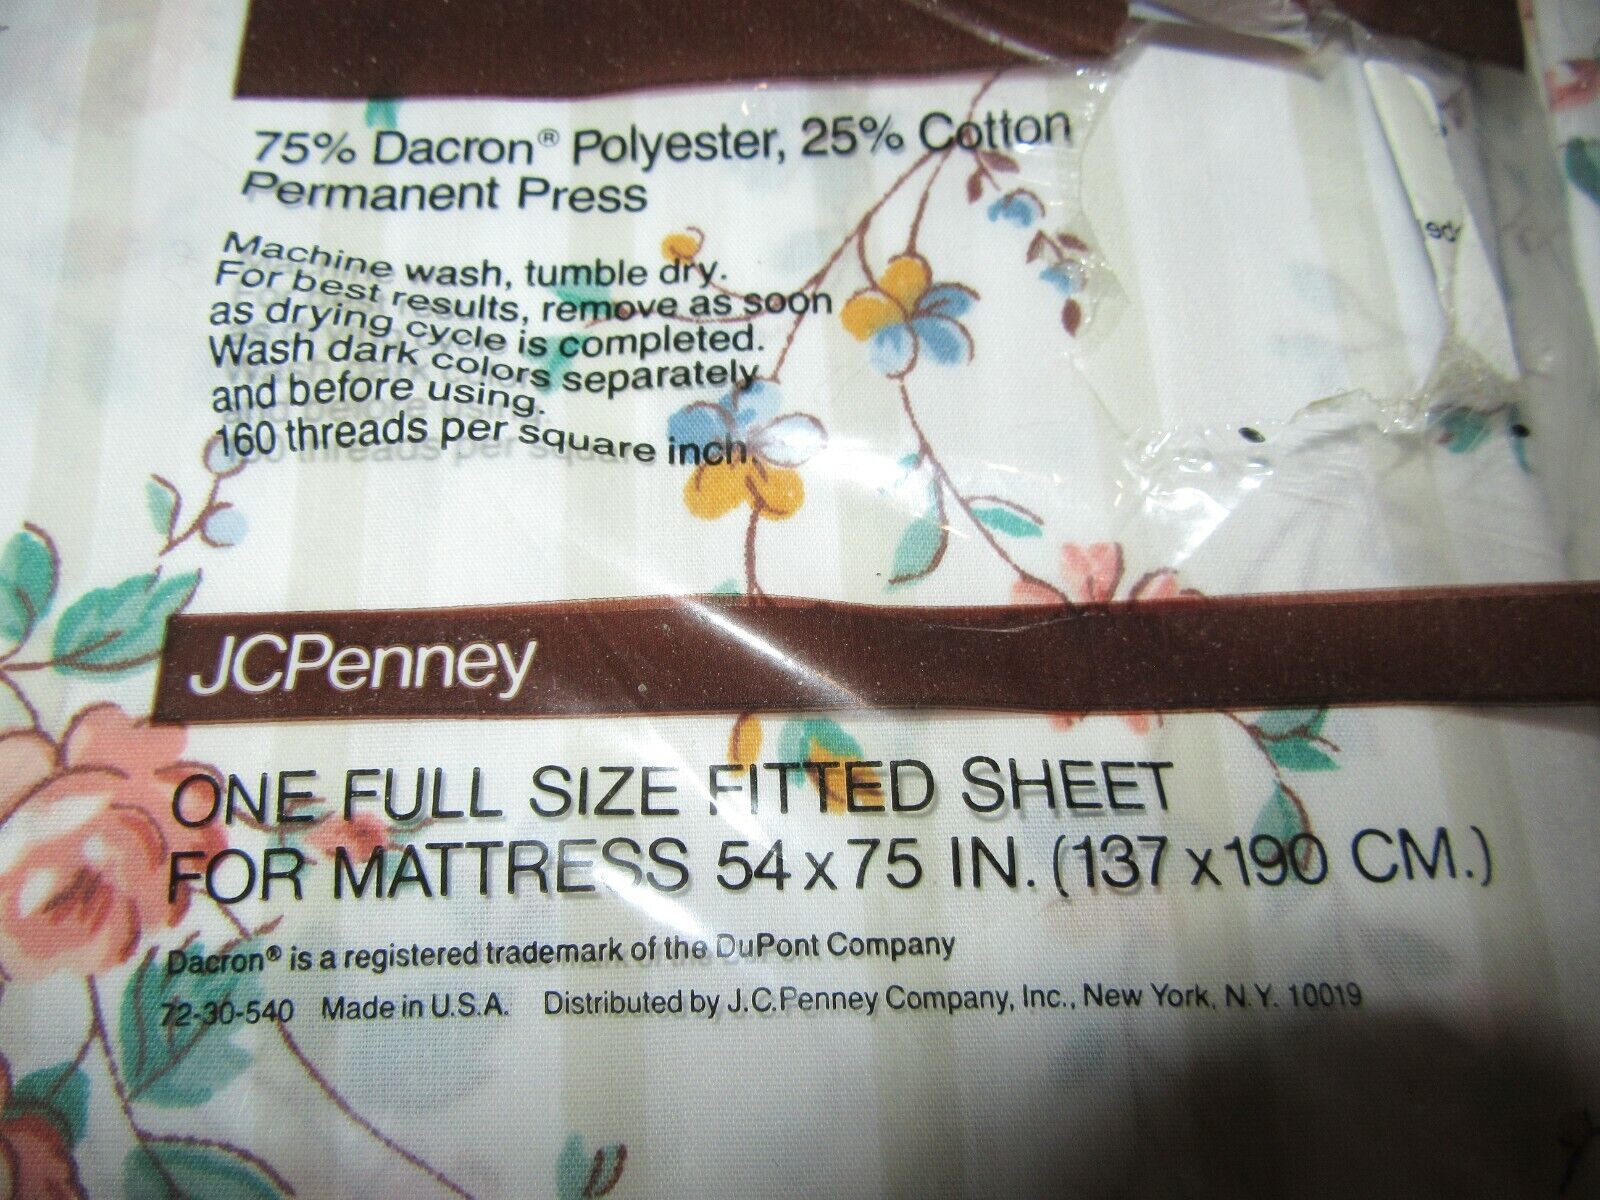 75% Dacron® Polyester, 25% Cotton
Permanent Press
Machine wash, tumble dry.
For best results, remove as soon
as drying cycle is completed.
Wash dark colors separately
and before using.
160 threads per square inch.
JCPenney
ONE FULL SIZE FITTED SHEET
FOR MATTRESS 54 x 75 IN. (137 x 190 CM.)
Dacron® is a registered trademark of the DuPont Company
72-30-540 Made in U.S.A. Distributed by J.C.Penney Company, Inc., New York, N.Y. 10019